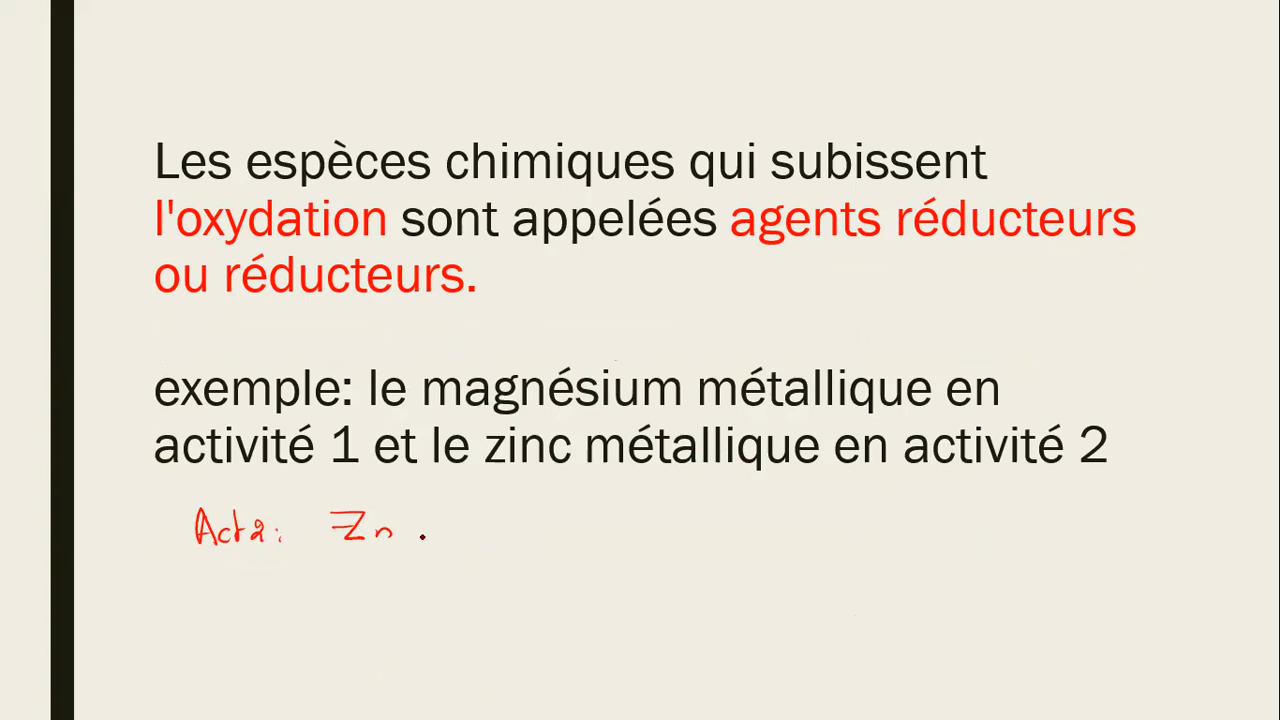 Les espèces chimiques qui subissent
l'oxydation sont appelées agents réducteurs
ou réducteurs.
exemple: le magnésium métallique en
activité 1 et le zinc métallique en activité 2
Act2: Zn